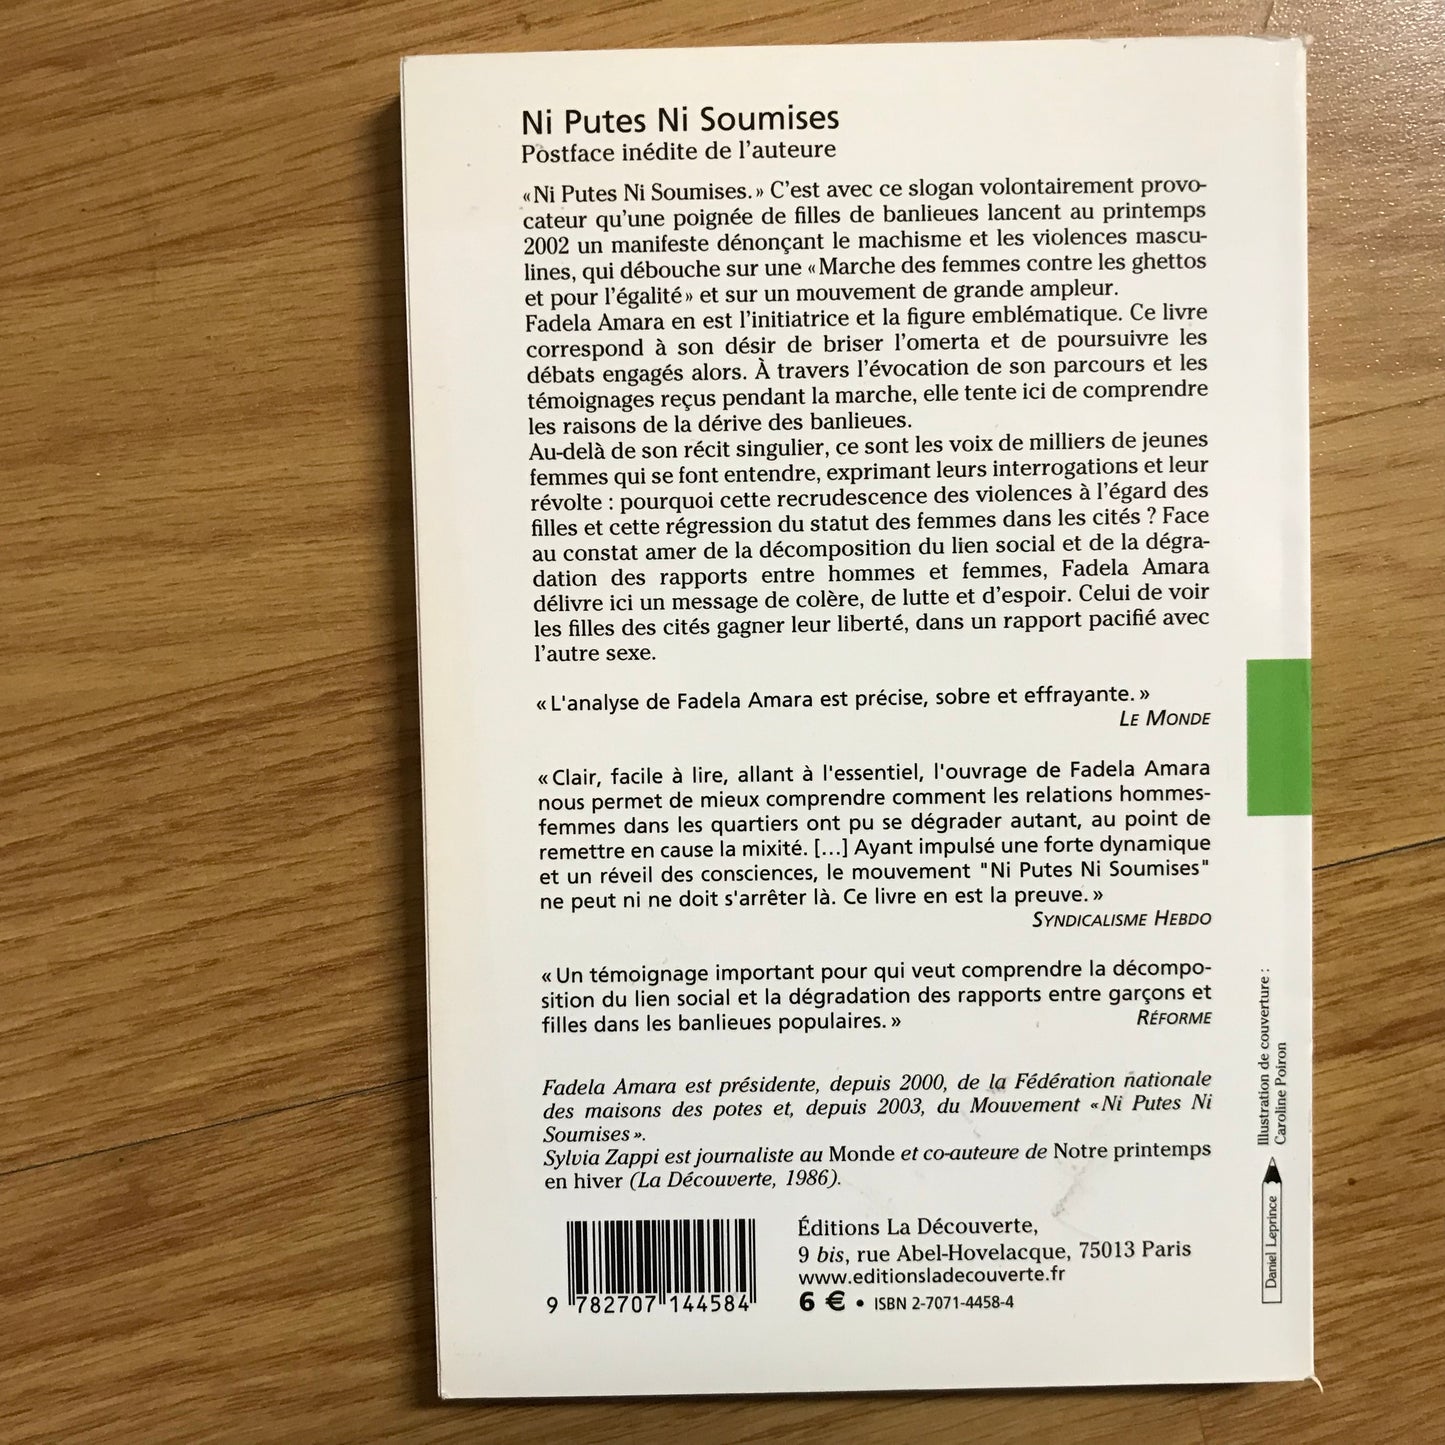 Ni Putes Ni Soumises
Postface inédite de l'auteure
«Ni Putes Ni Soumises.» C'est avec ce slogan volontairement provo-
cateur qu'une poignée de filles de banlieues lancent au printemps
2002 un manifeste dénonçant le machisme et les violences mascu-
lines, qui débouche sur une «Marche des femmes contre les ghettos
et pour l'égalité» et sur un mouvement de grande ampleur.
Fadela Amara en est l'initiatrice et la figure emblématique. Ce livre
correspond à son désir de briser l'omerta et de poursuivre les
débats engagés alors. À travers l'évocation de son parcours et les
témoignages reçus pendant la marche, elle tente ici de comprendre
les raisons de la dérive des banlieues.
Au-delà de son récit singulier, ce sont les voix de milliers de jeunes
femmes qui se font entendre, exprimant leurs interrogations et leur
révolte : pourquoi cette recrudescence des violences à l'égard des
filles et cette régression du statut des femmes dans les cités ? Face
au constat amer de la décomposition du lien social et de la dégra-
dation des rapports entre hommes et femmes, Fadela Amara
délivre ici un message de colère, de lutte et d'espoir. Celui de voir
les filles des cités gagner leur liberté, dans un rapport pacifié avec
l'autre sexe.
«L'analyse de Fadela Amara est précise, sobre et effrayante.»
LE MONDE
«Clair, facile à lire, allant à l'essentiel, l'ouvrage de Fadela Amara
nous permet de mieux comprendre comment les relations hommes-
femmes dans les quartiers ont pu se dégrader autant, au point de
remettre en cause la mixité. [...] Ayant impulsé une forte dynamique
et un réveil des consciences, le mouvement "Ni Putes Ni Soumises"
ne peut ni ne doit s'arrêter là. Ce livre en est la preuve.»
SYNDICALISME HEBDO
«Un témoignage important pour qui veut comprendre la décompo-
sition du lien social et la dégradation des rapports entre garçons et
filles dans les banlieues populaires.» RÉFORME
Fadela Amara est présidente, depuis 2000, de la Fédération nationale
des maisons des potes et, depuis 2003, du Mouvement «Ni Putes Ni
Soumises».
Sylvia Zappi est journaliste au Monde et co-auteure de Notre printemps
en hiver (La Découverte, 1986).
9 782707 144584
Éditions La Découverte,
9 bis, rue Abel-Hovelacque, 75013 Paris
www.editionsladecouverte.fr
6 € • ISBN 2-7071-4458-4
Illustration de couverture :
Caroline Poiron
Daniel Leprince